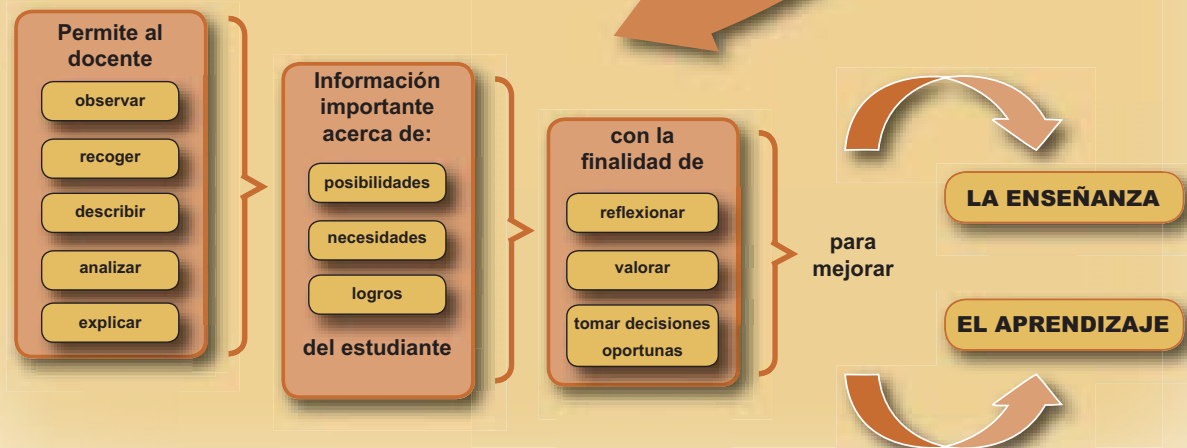 Permite al
docente
observar
recoger
describir
analizar
explicar
Información
importante
acerca de:
posibilidades
necesidades
logros
del estudiante
con la
finalidad de
reflexionar
valorar
tomar decisiones
oportunas
para
mejorar
LA ENSEÑANZA
EL APRENDIZAJE